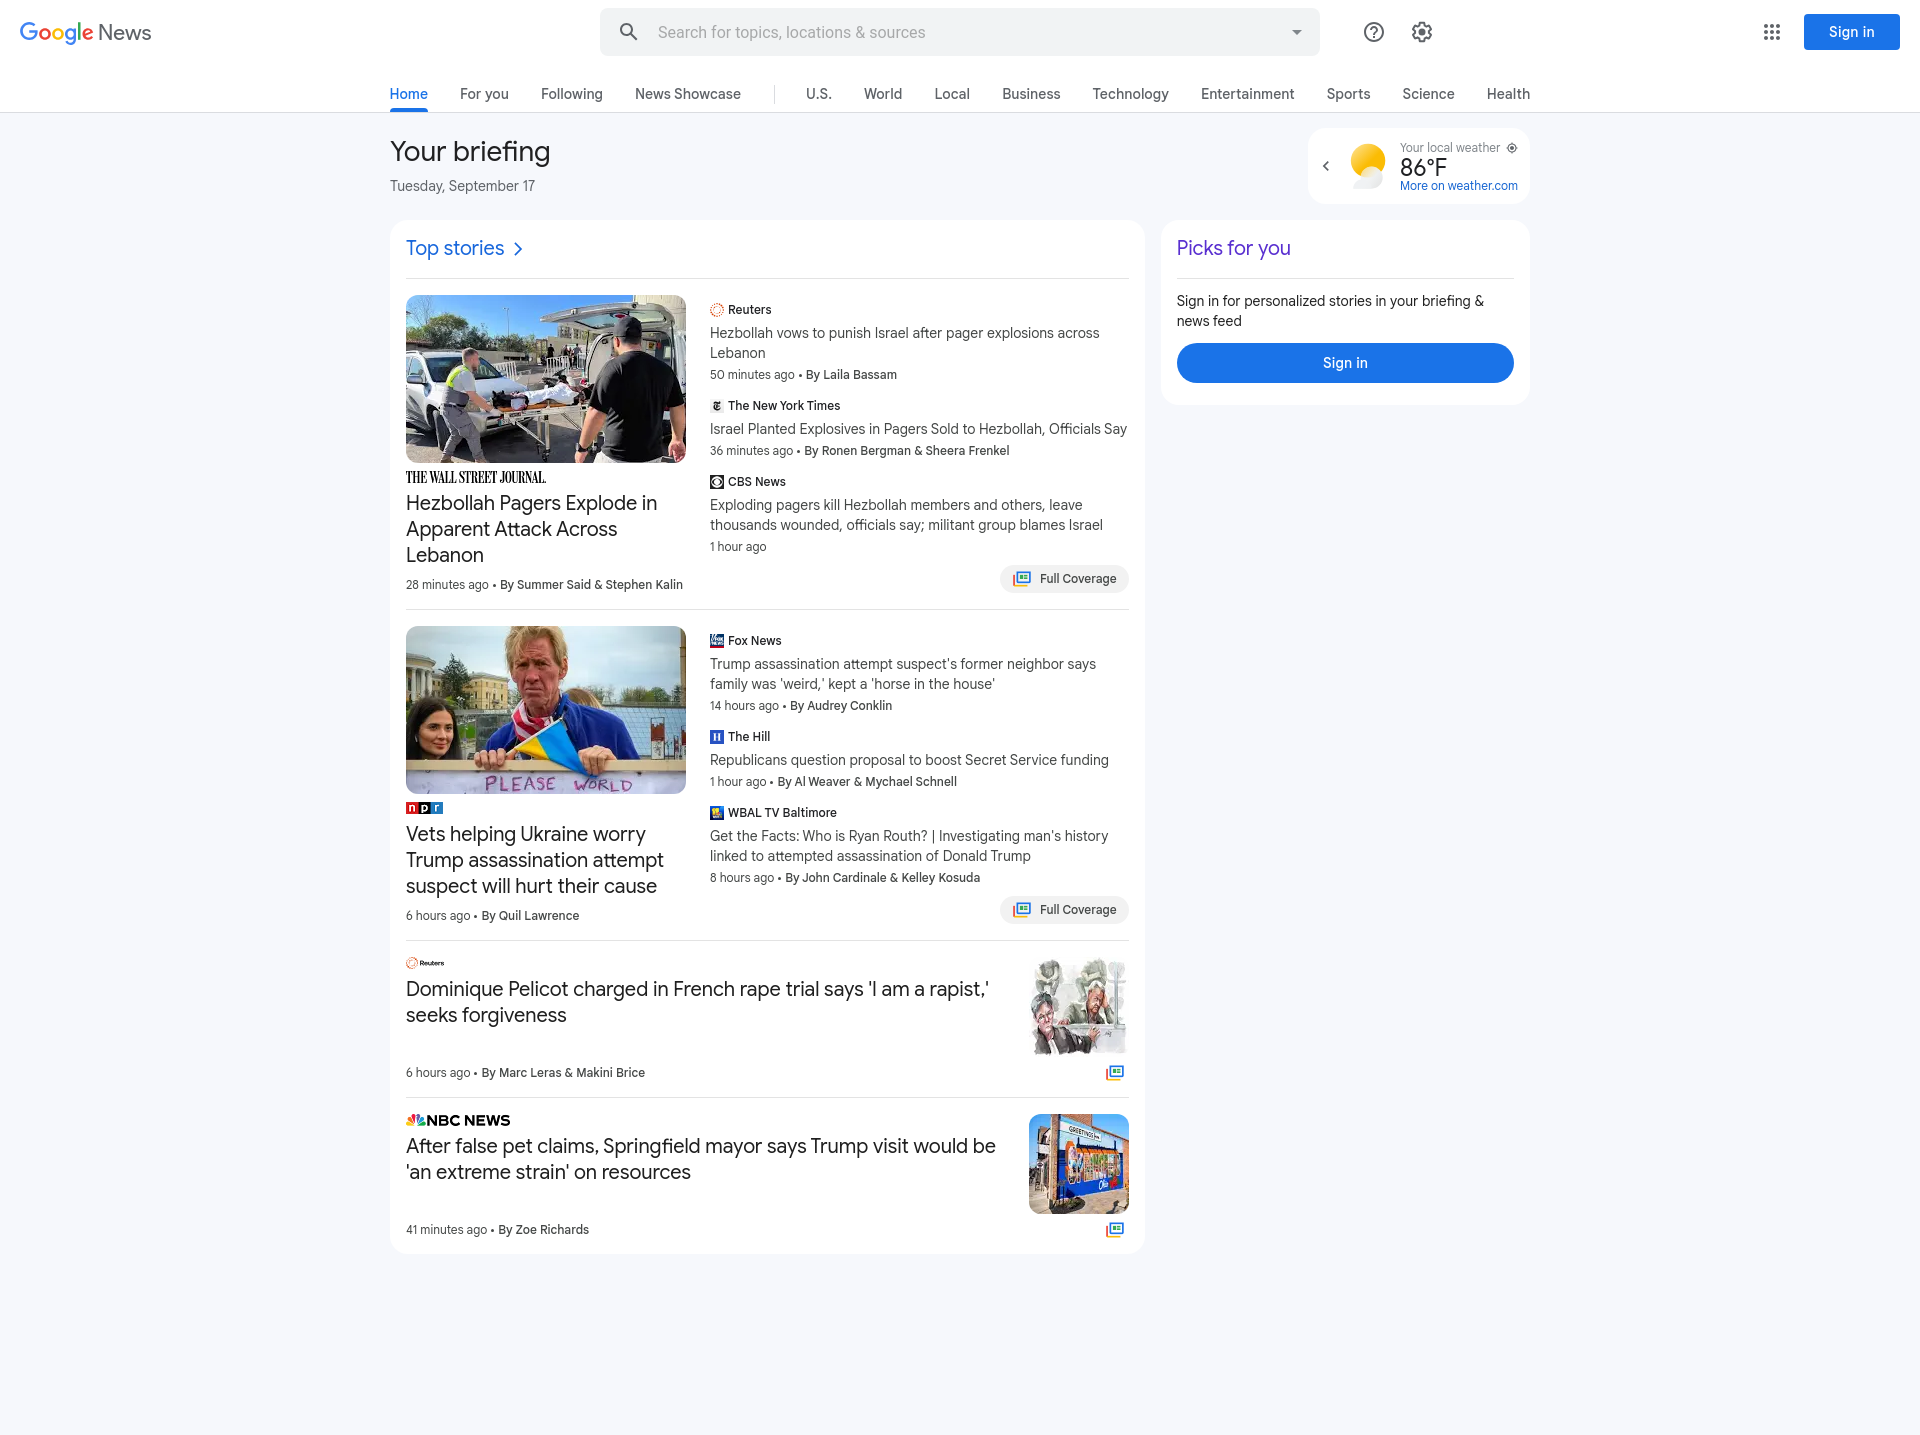 Google News
Search for topics, locations & sources
Sign in
Home
For you
Following
News Showcase
U.S.
World
Local
Business
Technology
Entertainment
Sports
Science
Health
Your briefing
Tuesday, September 17
Your local weather
86°F
More on weather.com
Top stories
THE WALL STREET JOURNAL.
Hezbollah Pagers Explode in
Apparent Attack Across
Lebanon
28 minutes ago • By Summer Said & Stephen Kalin
Reuters
Hezbollah vows to punish Israel after pager explosions across
Lebanon
50 minutes ago • By Laila Bassam
The New York Times
Israel Planted Explosives in Pagers Sold to Hezbollah, Officials Say
36 minutes ago • By Ronen Bergman & Sheera Frenkel
CBS News
Exploding pagers kill Hezbollah members and others, leave
thousands wounded, officials say; militant group blames Israel
1 hour ago
Full Coverage
PLEASE WORLD
npr
Vets helping Ukraine worry
Trump assassination attempt
suspect will hurt their cause
6 hours ago • By Quil Lawrence
Fox News
Trump assassination attempt suspect's former neighbor says
family was 'weird,' kept a 'horse in the house'
14 hours ago • By Audrey Conklin
The Hill
Republicans question proposal to boost Secret Service funding
1 hour ago • By Al Weaver & Mychael Schnell
WBAL TV Baltimore
Get the Facts: Who is Ryan Routh? | Investigating man's history
linked to attempted assassination of Donald Trump
8 hours ago • By John Cardinale & Kelley Kosuda
Full Coverage
Reuters
Dominique Pelicot charged in French rape trial says 'I am a rapist,'
seeks forgiveness
6 hours ago • By Marc Leras & Makini Brice
NBC NEWS
After false pet claims, Springfield mayor says Trump visit would be
'an extreme strain' on resources
41 minutes ago • By Zoe Richards
GREETINGS
Ohio
Picks for you
Sign in for personalized stories in your briefing &
news feed
Sign in